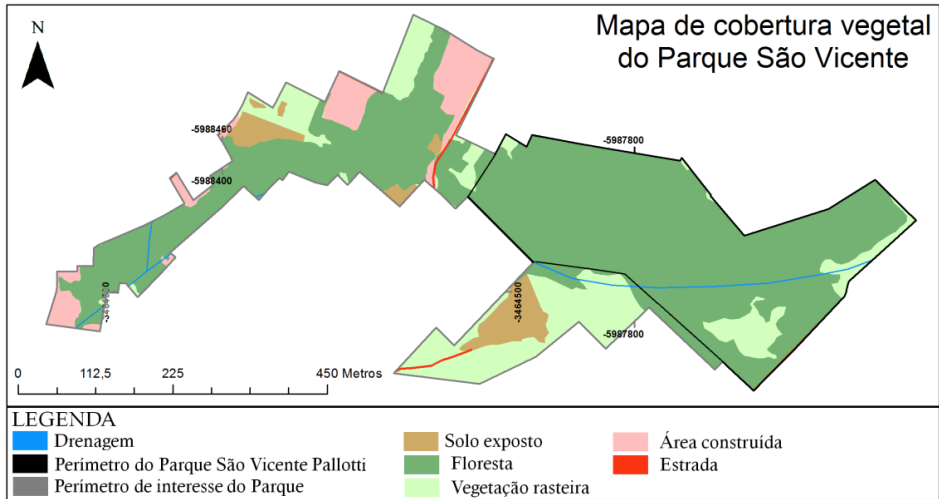 Mapa de cobertura vegetal
do Parque São Vicente
N
-5988460
-5987800
-5988400
-3464500
-5987800
0 112,5 225 450 Metros
LEGENDA
Drenagem
Perímetro do Parque São Vicente Pallotti
Perímetro de interesse do Parque
Solo exposto
Floresta
Vegetação rasteira
Área construída
Estrada